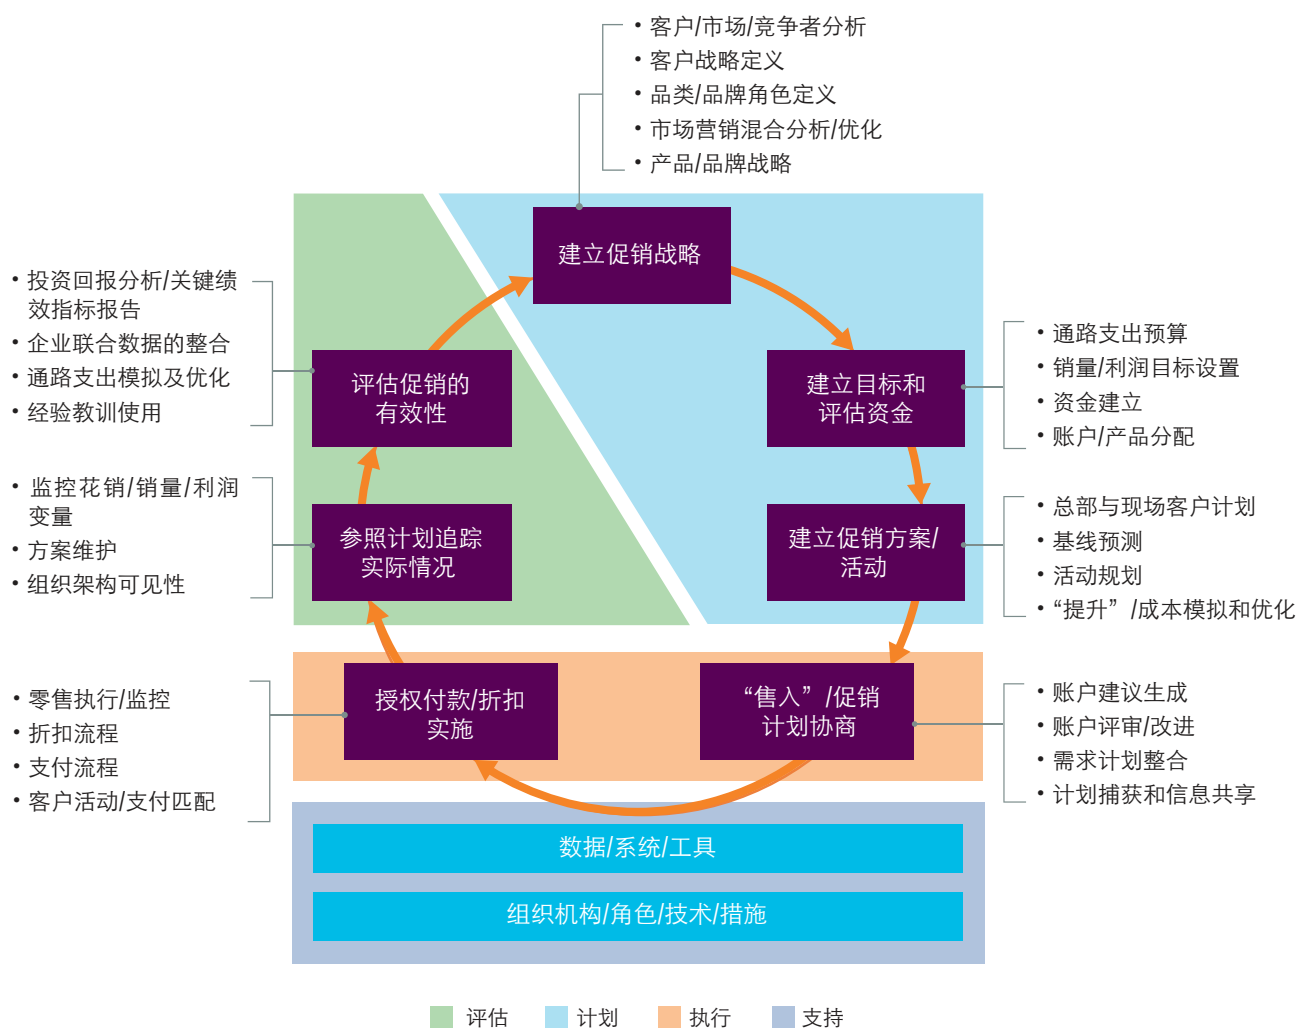 • 客户/市场/竞争者分析
• 客户战略定义
• 品类/品牌角色定义
• 市场营销混合分析/优化
• 产品/品牌战略
建立促销战略
• 投资回报分析/关键绩
效指标报告
• 企业联合数据的整合
• 通路支出模拟及优化
• 经验教训使用
评估促销的
有效性
建立目标和
评估资金
• 通路支出预算
• 销量/利润目标设置
• 资金建立
• 账户/产品分配
• 监控花销/销量/利润
变量
• 方案维护
• 组织架构可见性
参照计划追踪
实际情况
建立促销方案/
活动
• 总部与现场客户计划
• 基线预测
• 活动规划
• “提升”/成本模拟和优化
• 零售执行/监控
• 折扣流程
• 支付流程
• 客户活动/支付匹配
授权付款/折扣
实施
“售入”/促销
计划协商
• 账户建议生成
• 账户评审/改进
• 需求计划整合
• 计划捕获和信息共享
数据/系统/工具
组织机构/角色/技术/措施
评估
计划
执行
支持